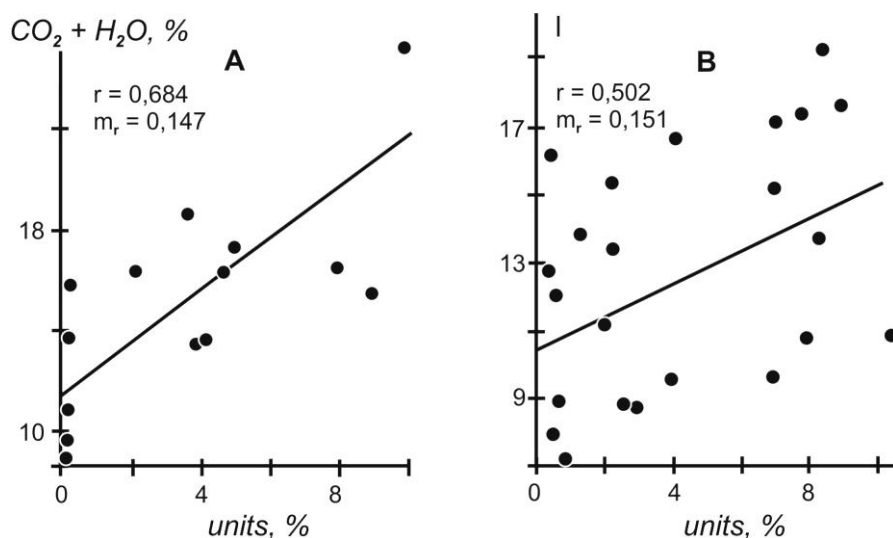 CO₂ + H₂O, %
A
r = 0,684
mᵣ = 0,147
18
10
0
4
8
units, %
B
r = 0,502
mᵣ = 0,151
17
13
9
0
4
8
units, %